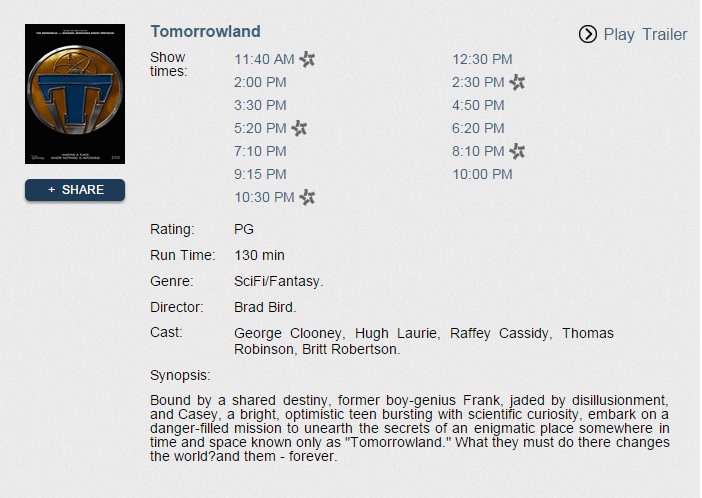 Tomorrowland
Play Trailer
Show times:
11:40 AM 12:30 PM
2:00 PM 2:30 PM
3:30 PM 4:50 PM
5:20 PM 6:20 PM
7:10 PM 8:10 PM
9:15 PM 10:00 PM
10:30 PM
T
+ SHARE
Rating: PG
Run Time: 130 min
Genre: SciFi/Fantasy.
Director: Brad Bird.
Cast: George Clooney, Hugh Laurie, Raffey Cassidy, Thomas
Robinson, Britt Robertson.
Synopsis:
Bound by a shared destiny, former boy-genius Frank, jaded by disillusionment,
and Casey, a bright, optimistic teen bursting with scientific curiosity, embark on a
danger-filled mission to unearth the secrets of an enigmatic place somewhere in
time and space known only as "Tomorrowland." What they must do there changes
the world?and them - forever.